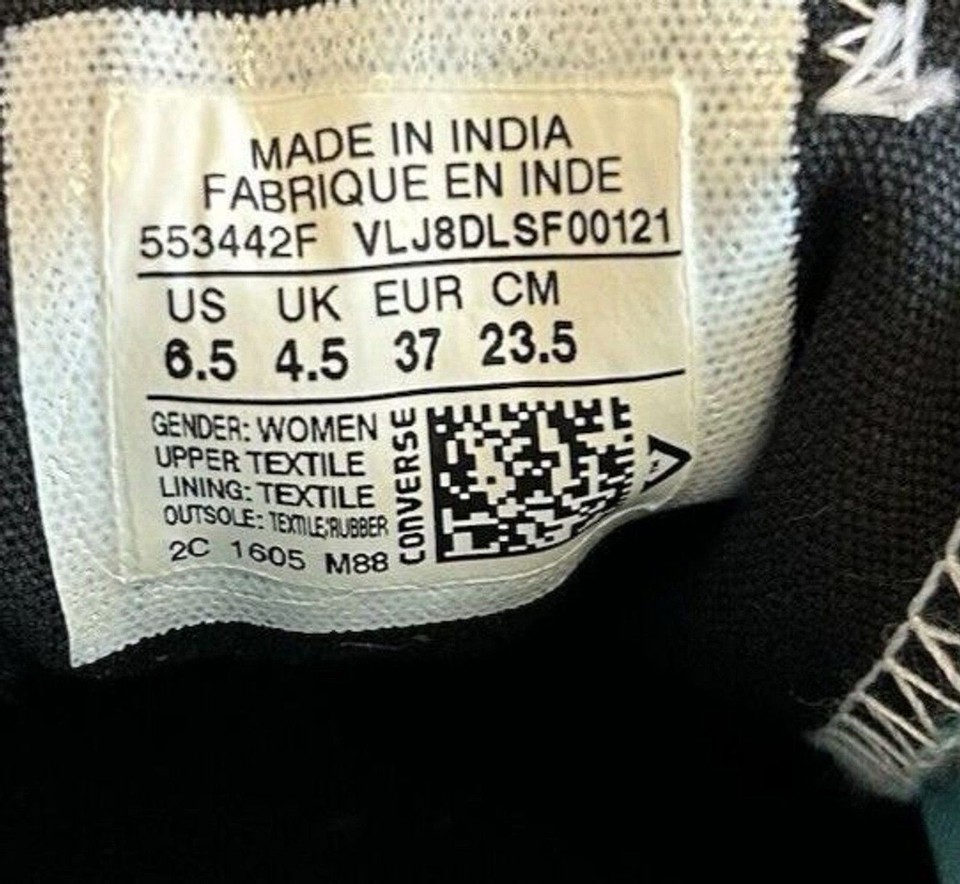 MADE IN INDIA
FABRIQUE EN INDE
553442F VLJ8DLSF00121
US UK EUR CM
6.5 4.5 37 23.5
GENDER: WOMEN
UPPER TEXTILE
LINING: TEXTILE
OUTSOLE: TEXTILE/RUBBER
2C 1605 M88
CONVERSE